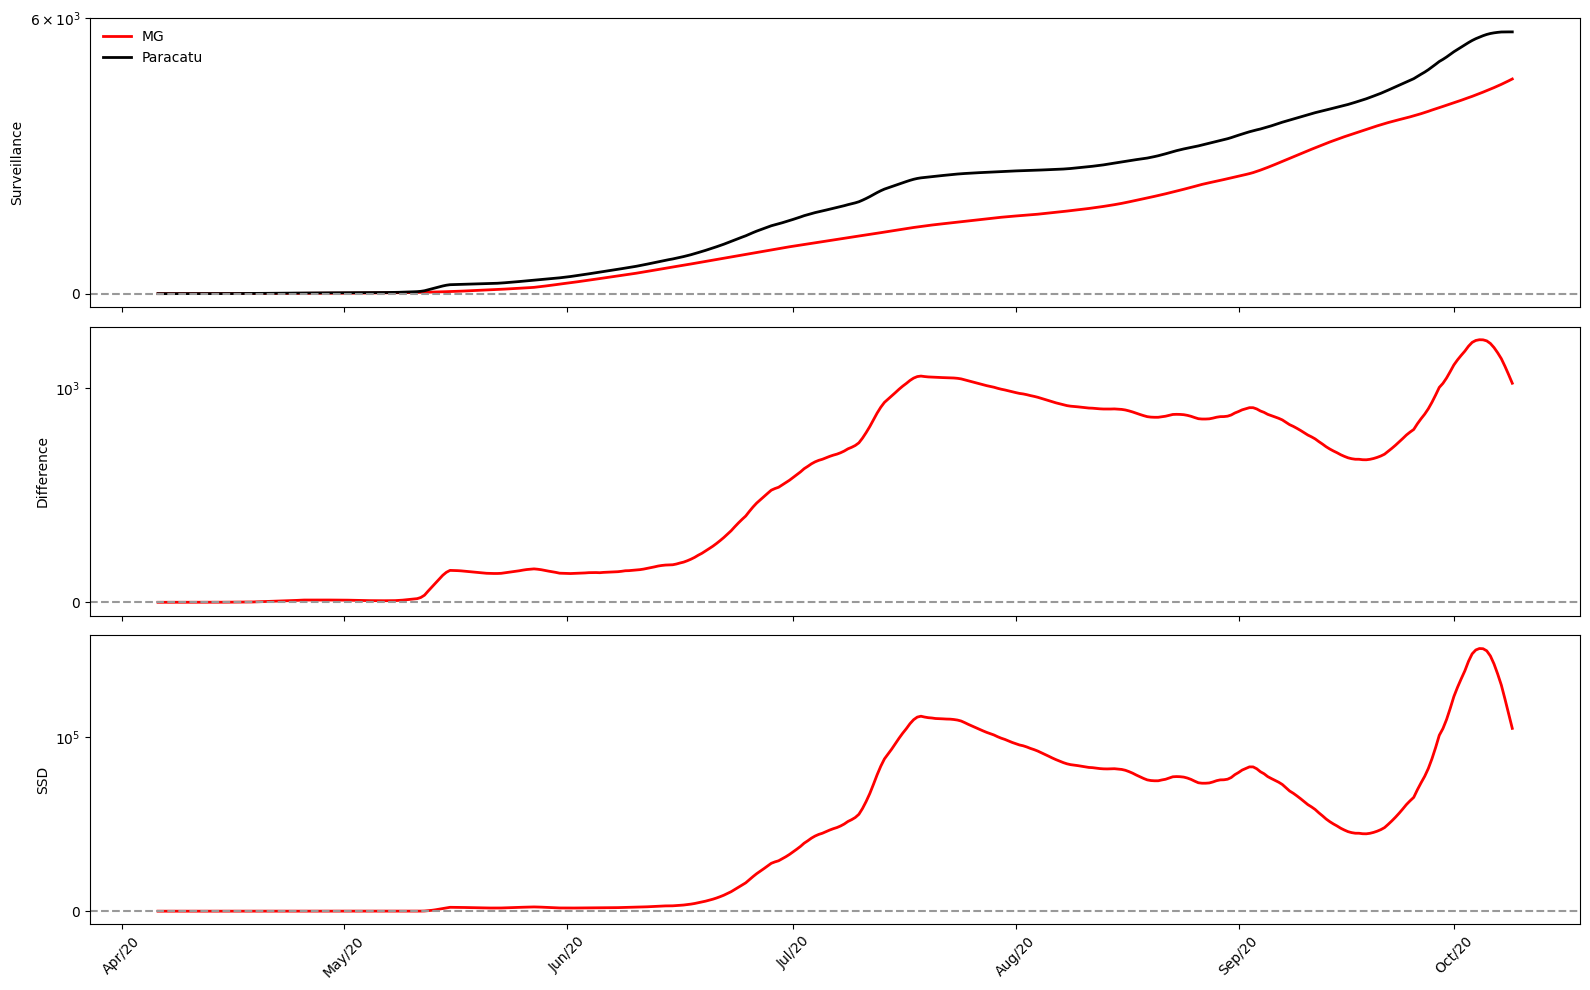 6 × 10³
MG
Paracatu
Surveillance
0
10³
Difference
0
10⁵
SSD
0
Apr/20
May/20
Jun/20
Jul/20
Aug/20
Sep/20
Oct/20